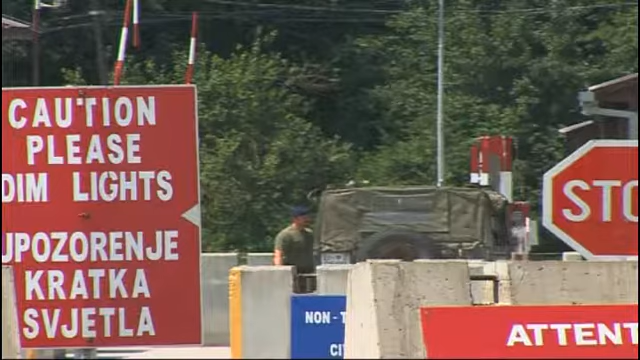 CAUTION
PLEASE
DIM LIGHTS
UPOZORENJE
KRATKA
SVJETLA
NON - T
CI
STO
ATTENT